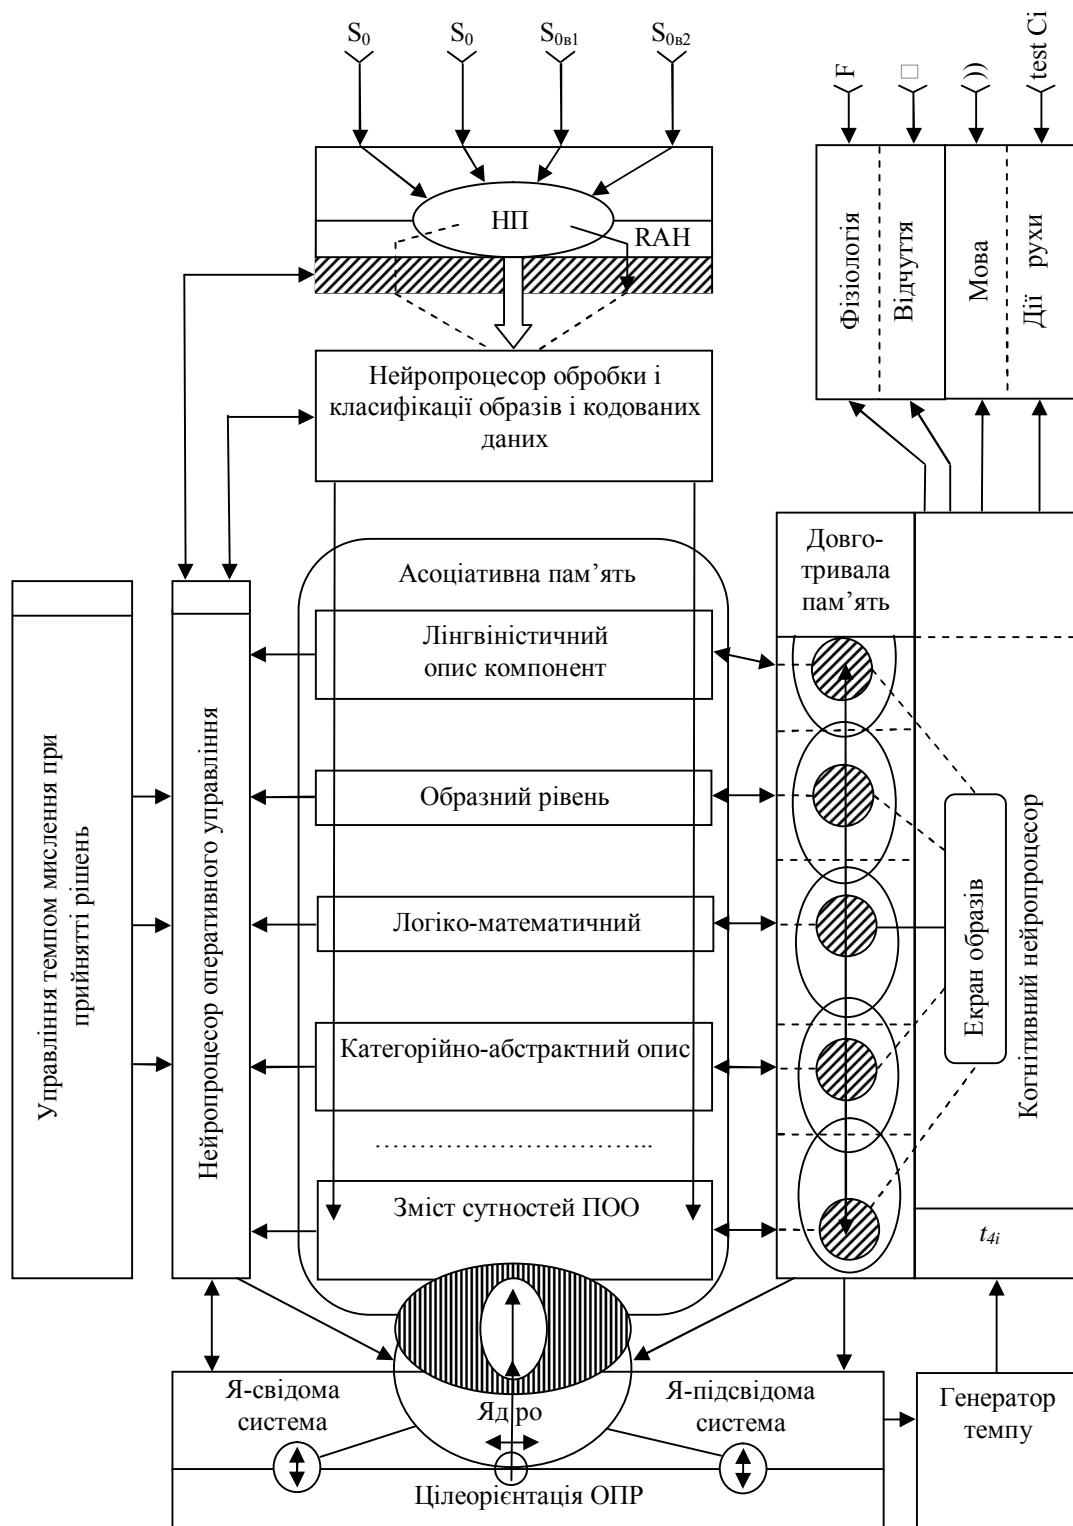 S0 S0 S0в1 S0в2
F □ )) test Ci
НП
RAH
Фізіологія
Відчуття
Мова
Дії рухи
Нейропроцесор обробки і
класифікації образів і кодованих
даних
Довго-
тривала
пам’ять
Асоціативна пам’ять
Лінгвіністичний
опис компонент
Образний рівень
Логіко-математичний
Категорійно-абстрактний опис
…………………………..
Зміст сутностей ПОО
Управління темпом мислення при
прийнятті рішень
Нейропроцесор оперативного управління
Екран образів
Когнітивний нейропроцесор
t4i
Я-свідома
система
Ядро
Я-підсвідома
система
Генератор
темпу
Цілеорієнтація ОПР